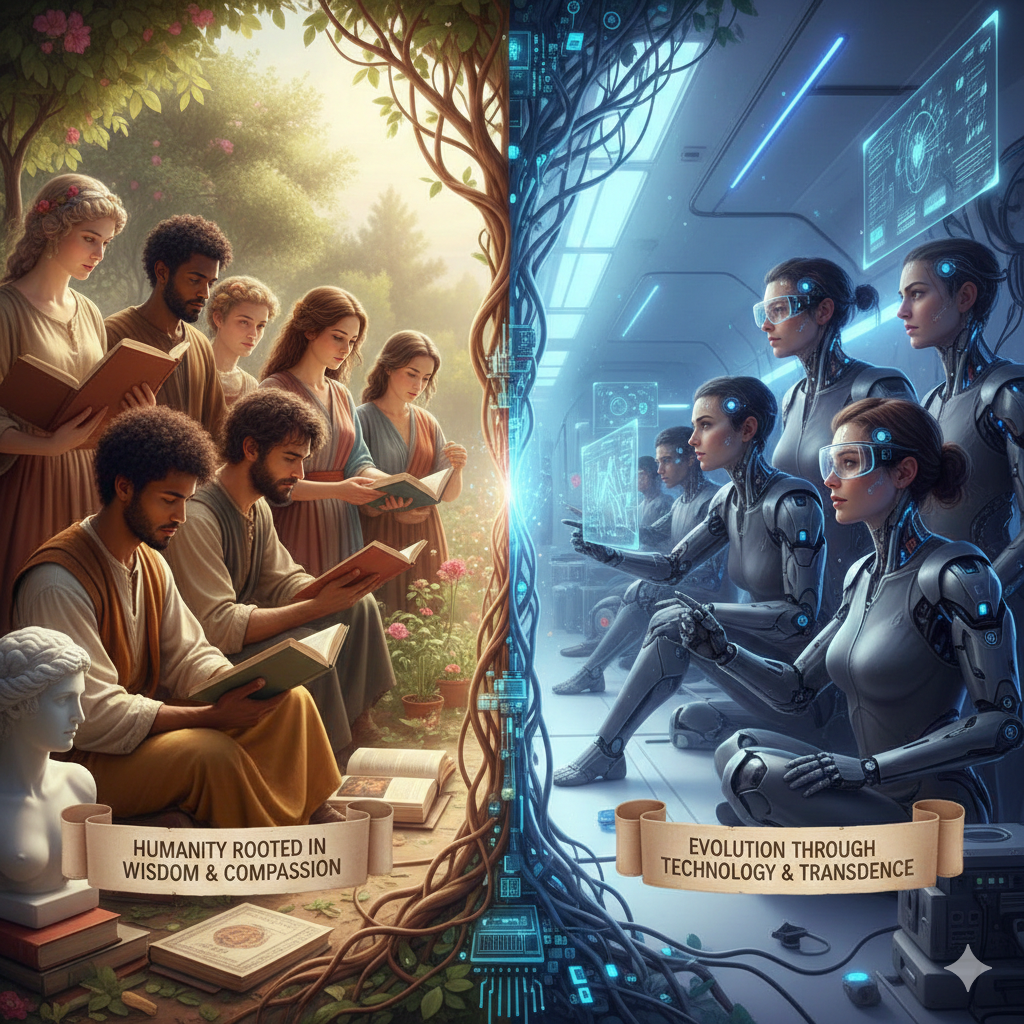 HUMANITY ROOTED IN
WISDOM & COMPASSION
EVOLUTION THROUGH
TECHNOLOGY & TRANSDENCE